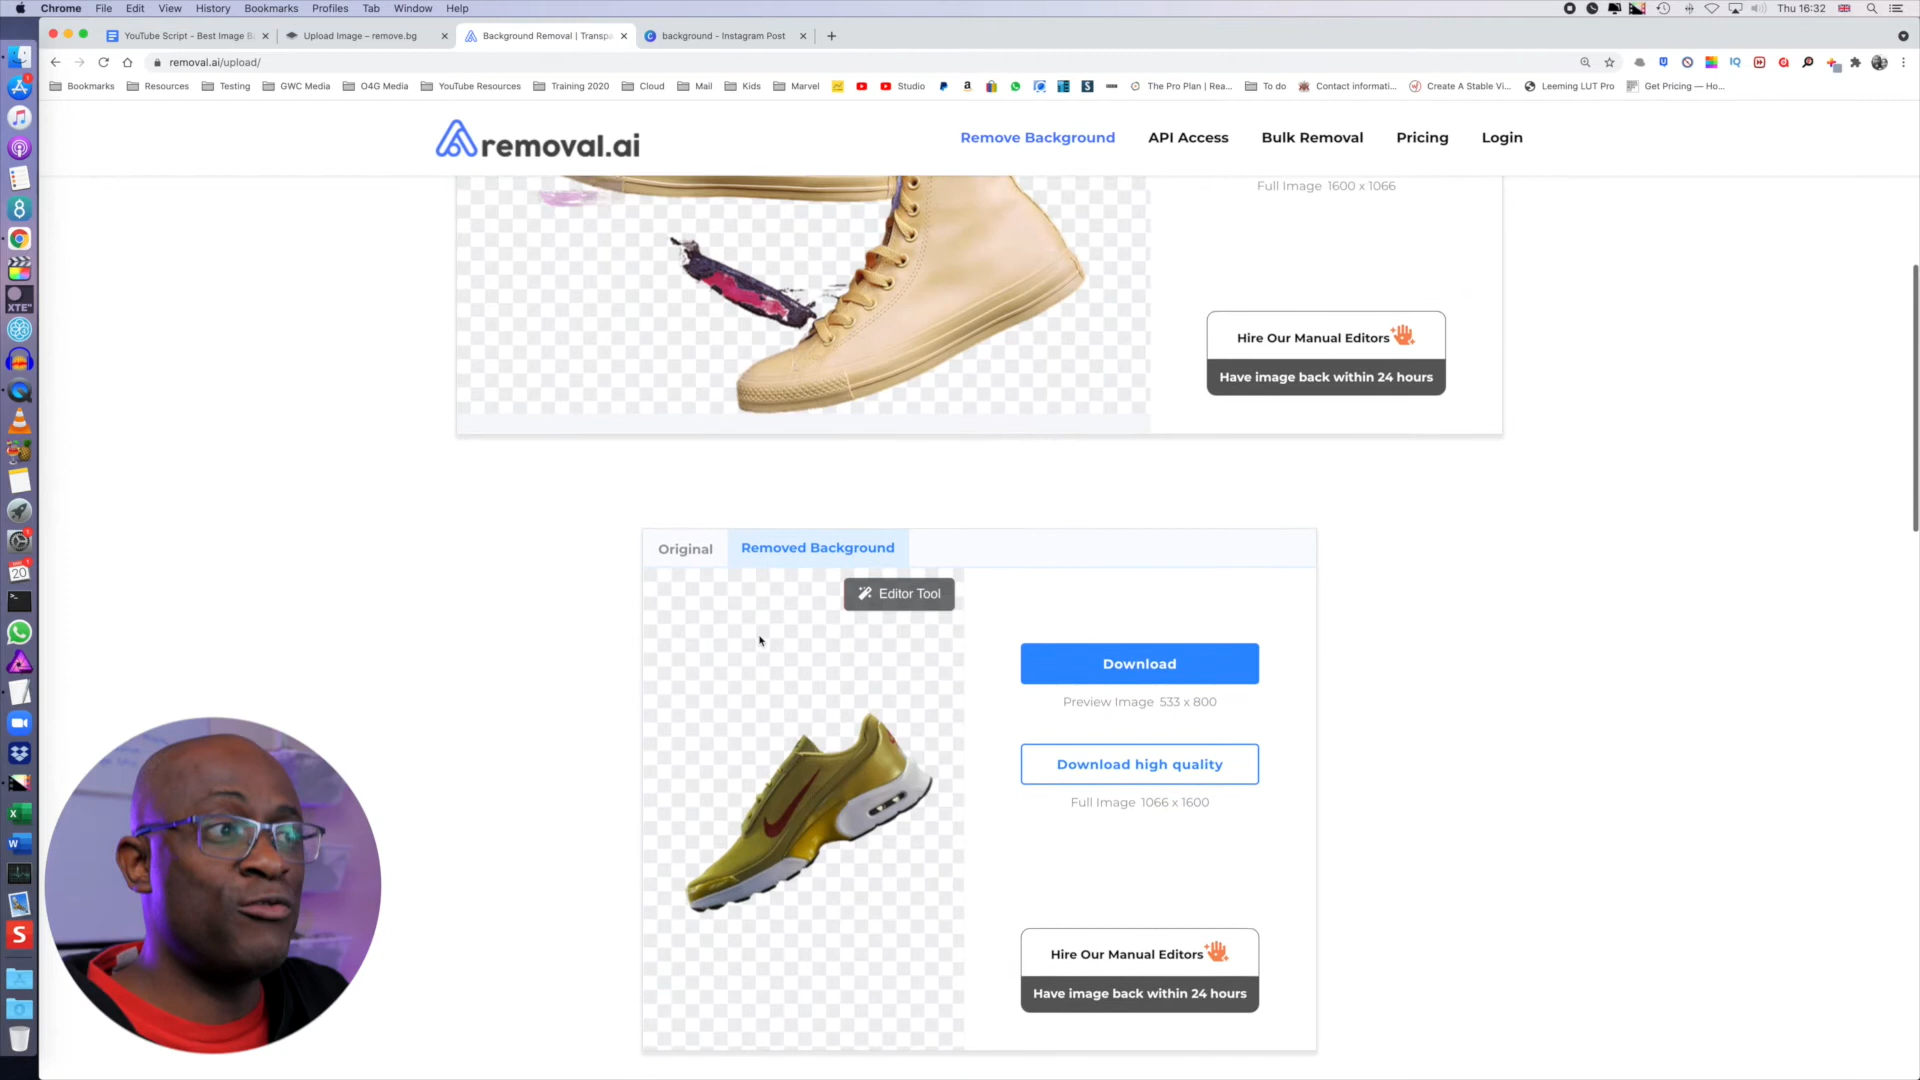 Chrome File Edit View History Bookmarks Profiles Tab Window Help Thu 16:32
YouTube Script - Best Image B Upload Image – remove.bg Background Removal | Transpa background - Instagram Post
removal.ai/upload/
Bookmarks Resources Testing GWC Media O4G Media YouTube Resources Training 2020 Cloud Mail Kids Marvel Studio The Pro Plan | Rea... To do Contact informati... Create A Stable Vi... Leeming LUT Pro Get Pricing — Ho...
removal.ai Remove Background API Access Bulk Removal Pricing Login
Full Image 1600 x 1066
Hire Our Manual Editors
Have image back within 24 hours
Original Removed Background
Editor Tool
Download
Preview Image 533 x 800
Download high quality
Full Image 1066 x 1600
Hire Our Manual Editors
Have image back within 24 hours